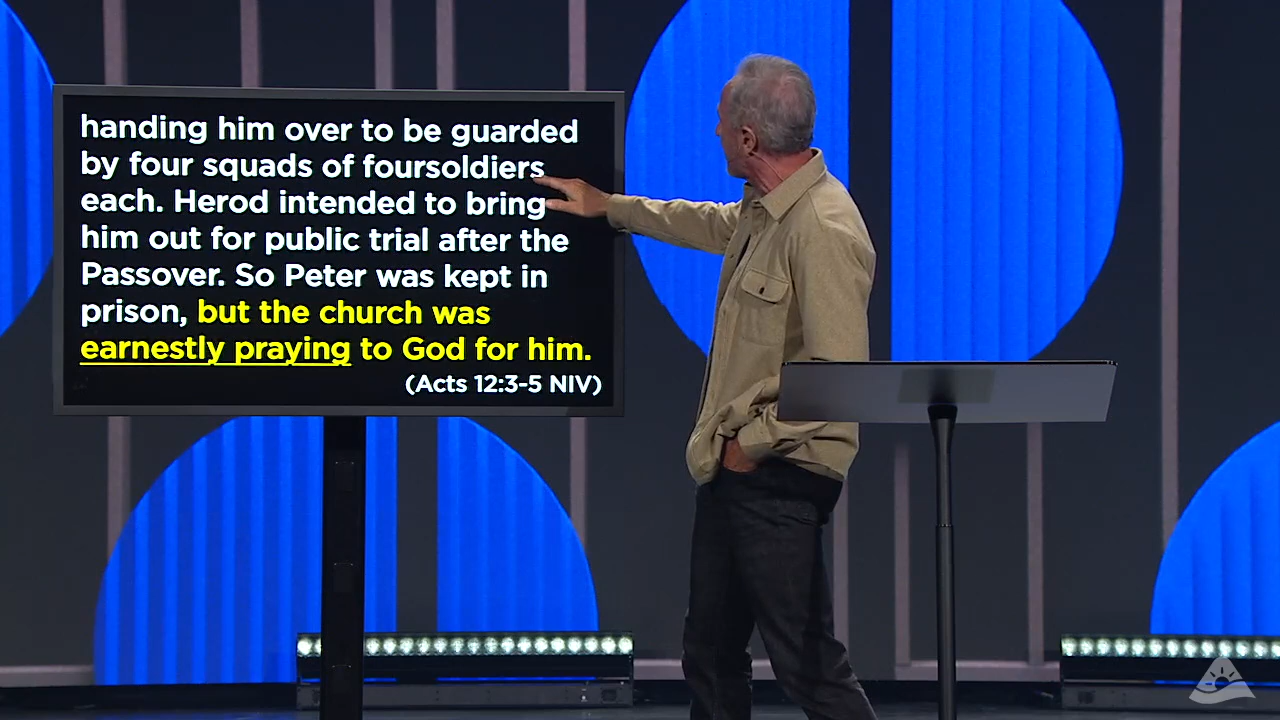 handing him over to be guarded
by four squads of foursoldiers
each. Herod intended to bring
him out for public trial after the
Passover. So Peter was kept in
prison, but the church was
earnestly praying to God for him.
(Acts 12:3-5 NIV)